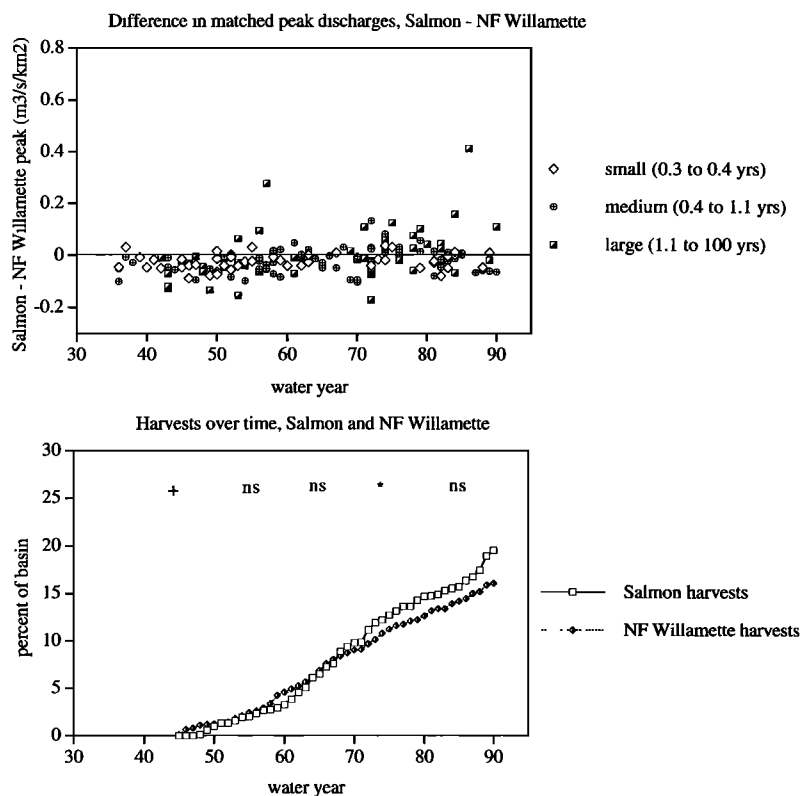 Difference in matched peak discharges, Salmon - NF Willamette
Salmon - NF Willamette peak (m3/s/km2)
0.8
0.6
0.4
0.2
0
-0.2
30 40 50 60 70 80 90
water year
small (0.3 to 0.4 yrs)
medium (0.4 to 1.1 yrs)
large (1.1 to 100 yrs)
Harvests over time, Salmon and NF Willamette
percent of basin
30
25
20
15
10
5
0
+ ns ns * ns
30 40 50 60 70 80 90
water year
Salmon harvests
NF Willamette harvests